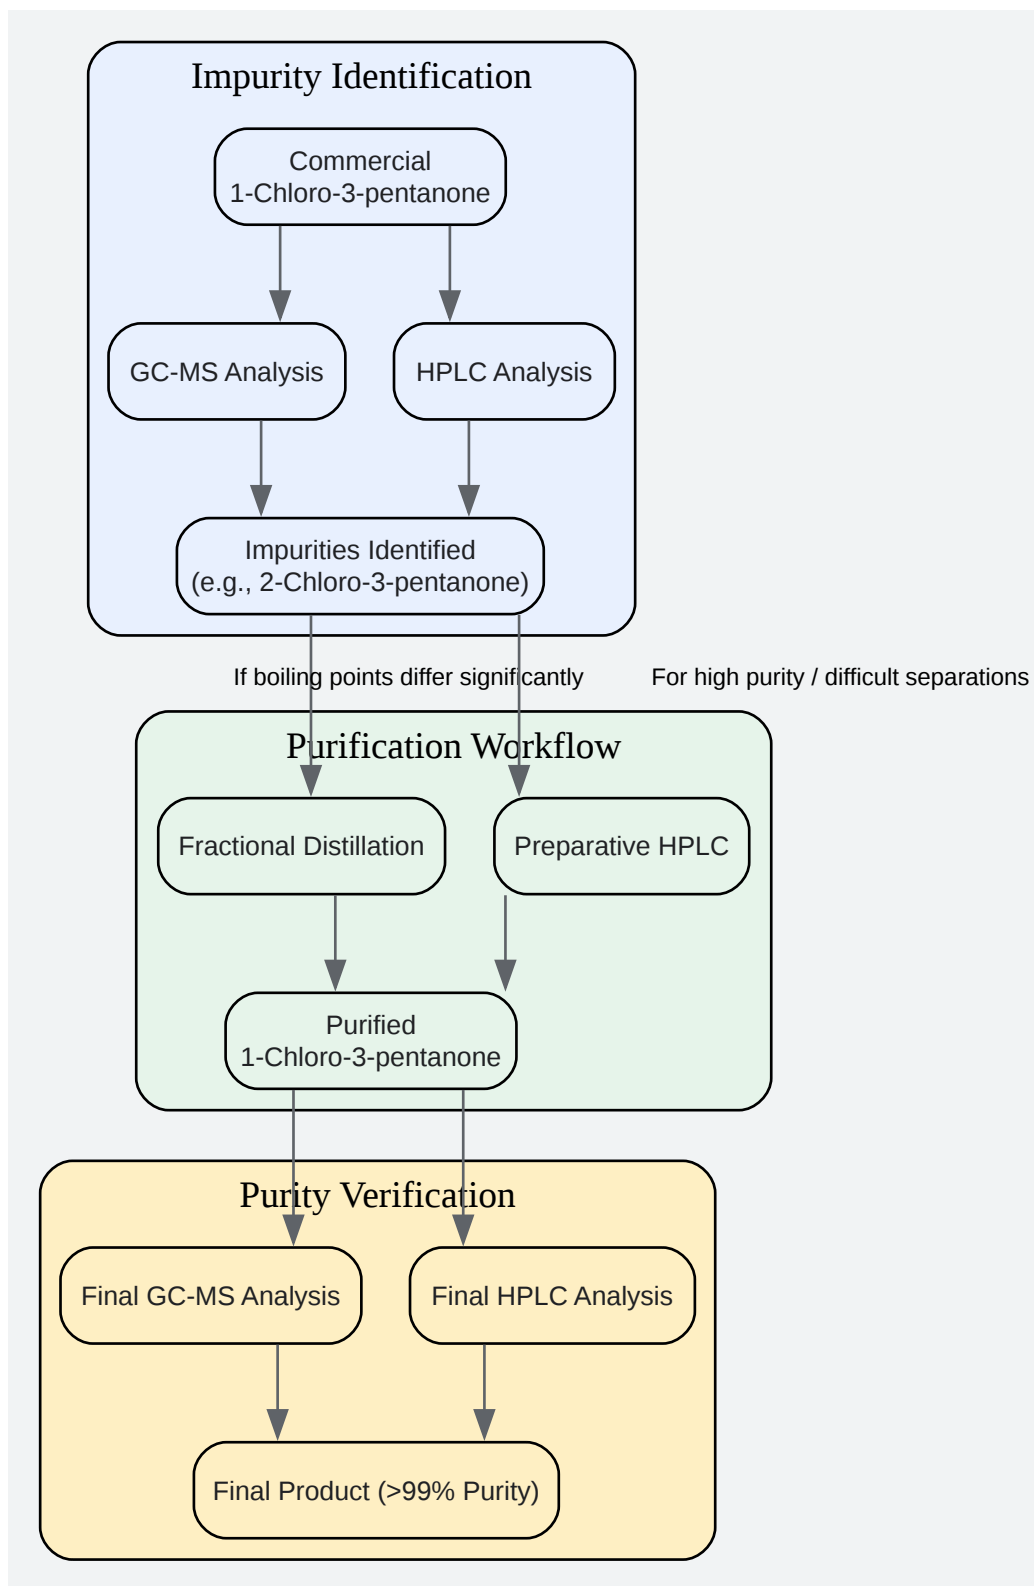 Impurity Identification
Commercial
1-Chloro-3-pentanone
GC-MS Analysis
HPLC Analysis
Impurities Identified
(e.g., 2-Chloro-3-pentanone)
If boiling points differ significantly
For high purity / difficult separations
Purification Workflow
Fractional Distillation
Preparative HPLC
Purified
1-Chloro-3-pentanone
Purity Verification
Final GC-MS Analysis
Final HPLC Analysis
Final Product (>99% Purity)